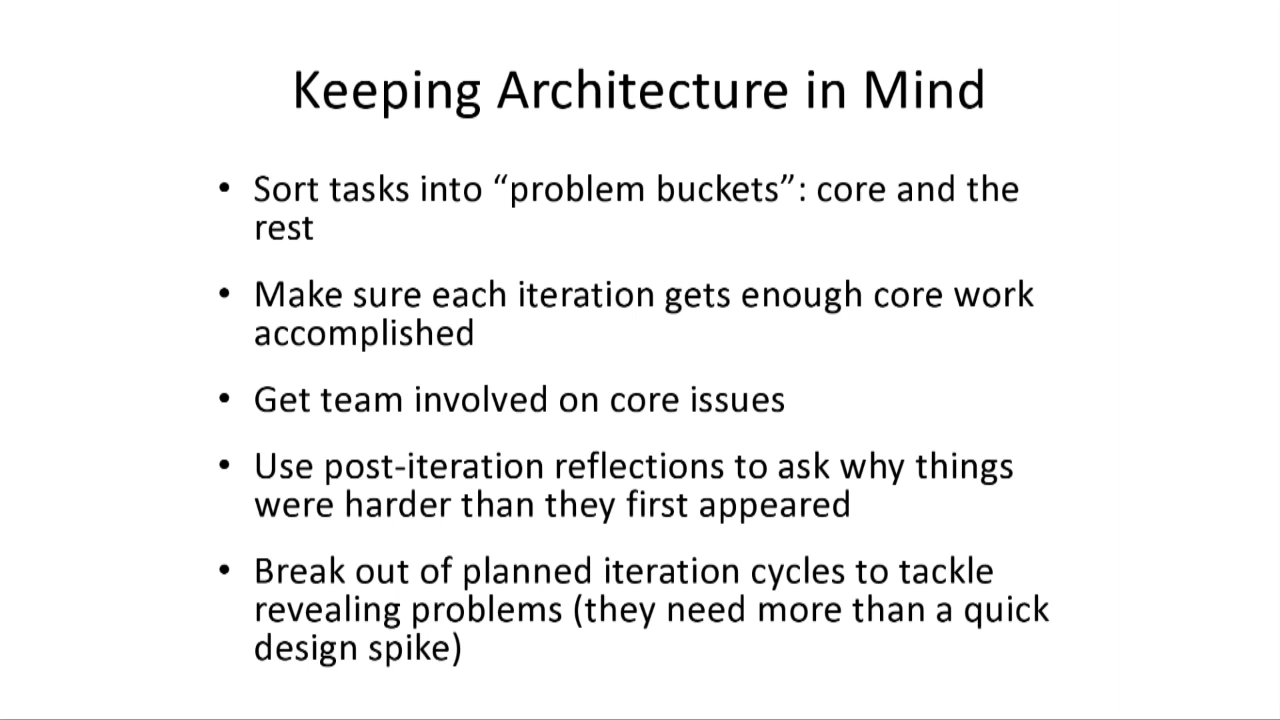 Keeping Architecture in Mind
• Sort tasks into “problem buckets”: core and the
rest
• Make sure each iteration gets enough core work
accomplished
• Get team involved on core issues
• Use post-iteration reflections to ask why things
were harder than they first appeared
• Break out of planned iteration cycles to tackle
revealing problems (they need more than a quick
design spike)